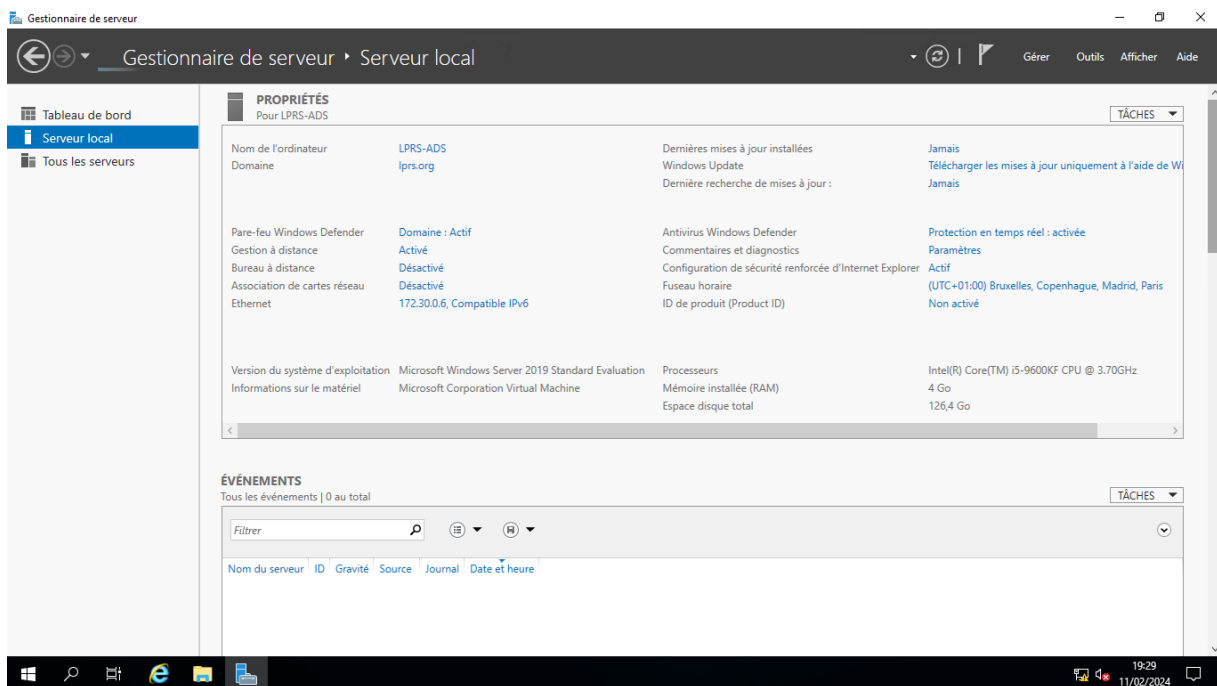 Gestionnaire de serveur
Gestionnaire de serveur ‣ Serveur local
Gérer Outils Afficher Aide
Tableau de bord
Serveur local
Tous les serveurs
PROPRIÉTÉS
Pour LPRS-ADS
TÂCHES
Nom de l'ordinateur LPRS-ADS Dernières mises à jour installées Jamais
Domaine lprs.org Windows Update Télécharger les mises à jour uniquement à l'aide de Wi
Dernière recherche de mises à jour : Jamais
Pare-feu Windows Defender Domaine : Actif Antivirus Windows Defender Protection en temps réel : activée
Gestion à distance Activé Commentaires et diagnostics Paramètres
Bureau à distance Désactivé Configuration de sécurité renforcée d'Internet Explorer Actif
Association de cartes réseau Désactivé Fuseau horaire (UTC+01:00) Bruxelles, Copenhague, Madrid, Paris
Ethernet 172.30.0.6, Compatible IPv6 ID de produit (Product ID) Non activé
Version du système d'exploitation Microsoft Windows Server 2019 Standard Evaluation Processeurs Intel(R) Core(TM) i5-9600KF CPU @ 3.70GHz
Informations sur le matériel Microsoft Corporation Virtual Machine Mémoire installée (RAM) 4 Go
Espace disque total 126,4 Go
ÉVÉNEMENTS
Tous les événements | 0 au total
TÂCHES
Filtrer
Nom du serveur ID Gravité Source Journal Date et heure
19:29
11/02/2024